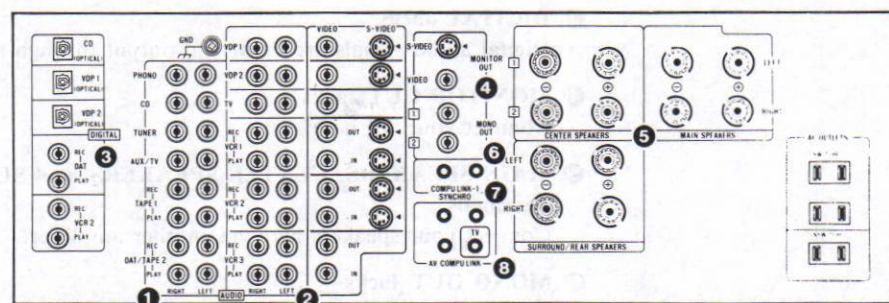 CD
(OPTICAL)
VDP 1
(OPTICAL)
VDP 2
(OPTICAL)
DIGITAL
3
REC
DAT
PLAY
REC
VCR 2
PLAY
GND
PHONO
CD
TUNER
AUX/TV
REC
TAPE 1
PLAY
REC
DAT/TAPE 2
PLAY
1
RIGHT
LEFT
AUDIO
VDP 1
VDP 2
TV
REC
VCR 1
PLAY
REC
VCR 2
PLAY
REC
VCR 3
PLAY
RIGHT
LEFT
2
VIDEO
S-VIDEO
OUT
IN
OUT
IN
OUT
IN
S-VIDEO
MONITOR
OUT
VIDEO
4
1
MONO
OUT
2
6
COMPU LINK-1
SYNCHRO
7
TV
AV COMPU LINK
8
1
2
CENTER SPEAKERS
5
MAIN SPEAKERS
LEFT
RIGHT
LEFT
RIGHT
SURROUND/REAR SPEAKERS
AC OUTLETS
MONO OUT